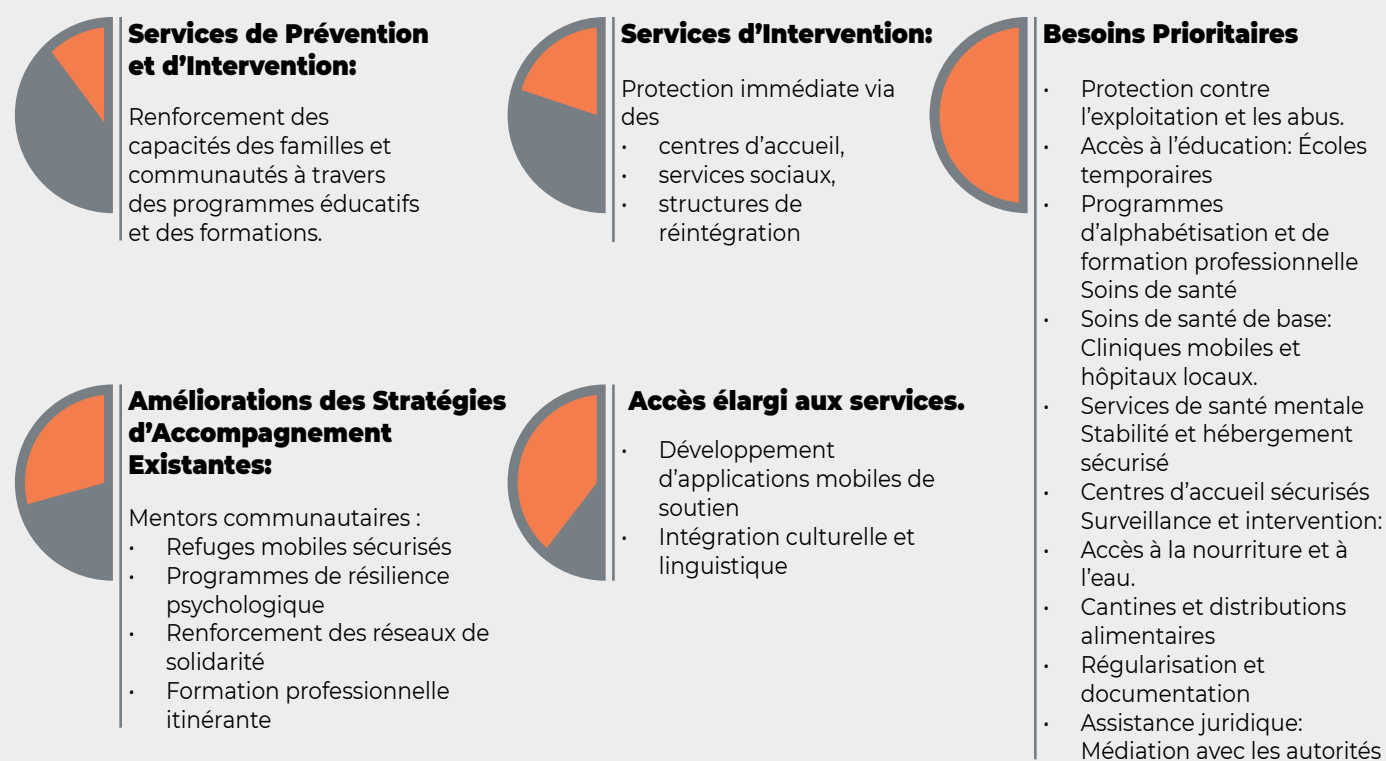 Services de Prévention
et d'Intervention:
Renforcement des
capacités des familles et
communautés à travers
des programmes éducatifs
et des formations.
Services d'Intervention:
Protection immédiate via
des
• centres d'accueil,
• services sociaux,
• structures de
réintégration
Besoins Prioritaires
• Protection contre
l'exploitation et les abus.
• Accès à l'éducation: Écoles
temporaires
• Programmes
d'alphabétisation et de
formation professionnelle
Soins de santé
• Soins de santé de base:
Cliniques mobiles et
hôpitaux locaux.
• Services de santé mentale
Stabilité et hébergement
sécurisé
• Centres d'accueil sécurisés
Surveillance et intervention:
• Accès à la nourriture et à
l'eau.
• Cantines et distributions
alimentaires
• Régularisation et
documentation
• Assistance juridique:
Médiation avec les autorités
Améliorations des Stratégies
d'Accompagnement
Existantes:
Mentors communautaires :
• Refuges mobiles sécurisés
• Programmes de résilience
psychologique
• Renforcement des réseaux de
solidarité
• Formation professionnelle
itinérante
Accès élargi aux services.
• Développement
d'applications mobiles de
soutien
• Intégration culturelle et
linguistique